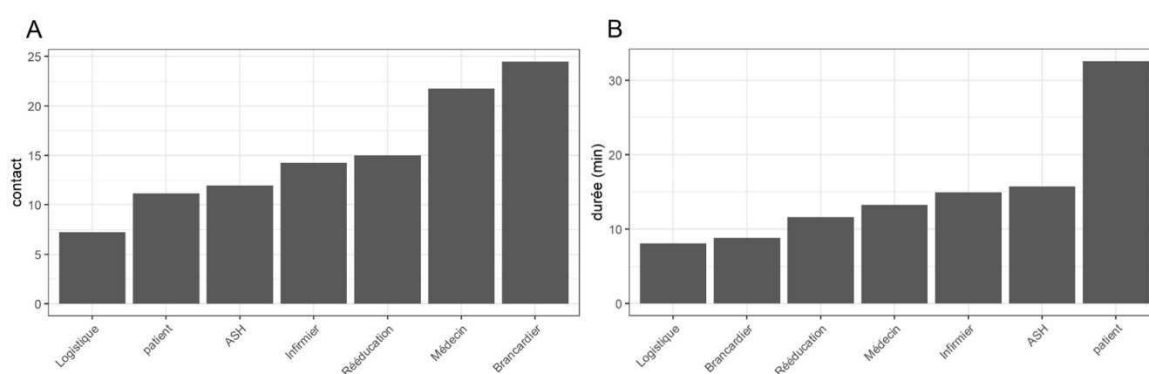 A
contact
25
20
15
10
5
0
Logistique
patient
ASH
Infirmier
Rééducation
Médecin
Brancardier
B
durée (min)
30
20
10
0
Logistique
Brancardier
Rééducation
Médecin
Infirmier
ASH
patient